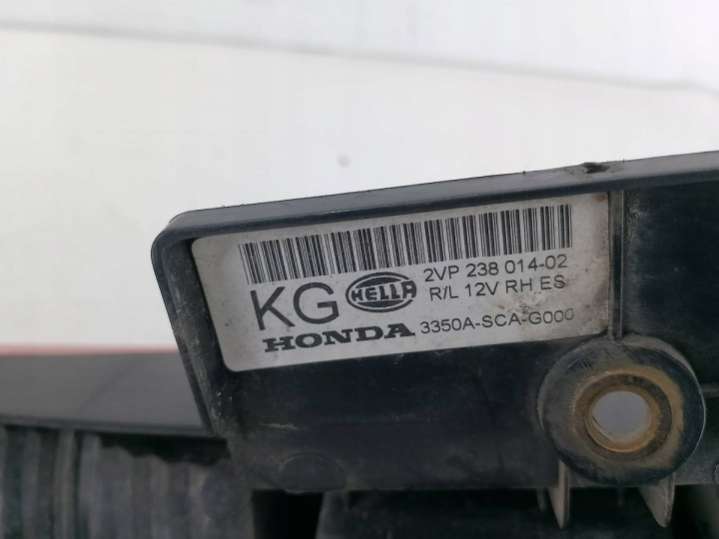 2VP 238 014-02
KG HELLA R/L 12V RH ES
HONDA 3350A-SCA-G000